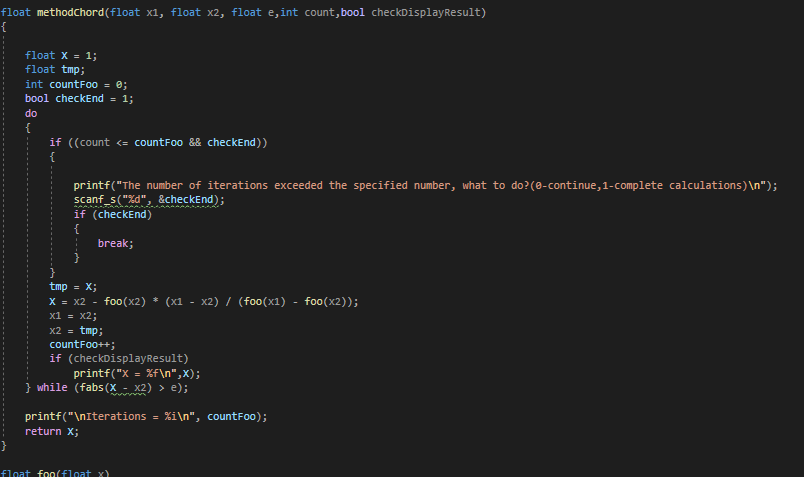 float methodChord(float x1, float x2, float e,int count,bool checkDisplayResult)
{
float X = 1;
float tmp;
int countFoo = 0;
bool checkEnd = 1;
do
{
if ((count <= countFoo && checkEnd))
{
printf("The number of iterations exceeded the specified number, what to do?(0-continue,1-complete calculations)\n");
scanf_s("%d", &checkEnd);
if (checkEnd)
{
break;
}
}
tmp = X;
X = x2 - foo(x2) * (x1 - x2) / (foo(x1) - foo(x2));
x1 = x2;
x2 = tmp;
countFoo++;
if (checkDisplayResult)
printf("X = %f\n",X);
} while (fabs(X - x2) > e);
printf("\nIterations = %i\n", countFoo);
return X;
}
float foo(float x)